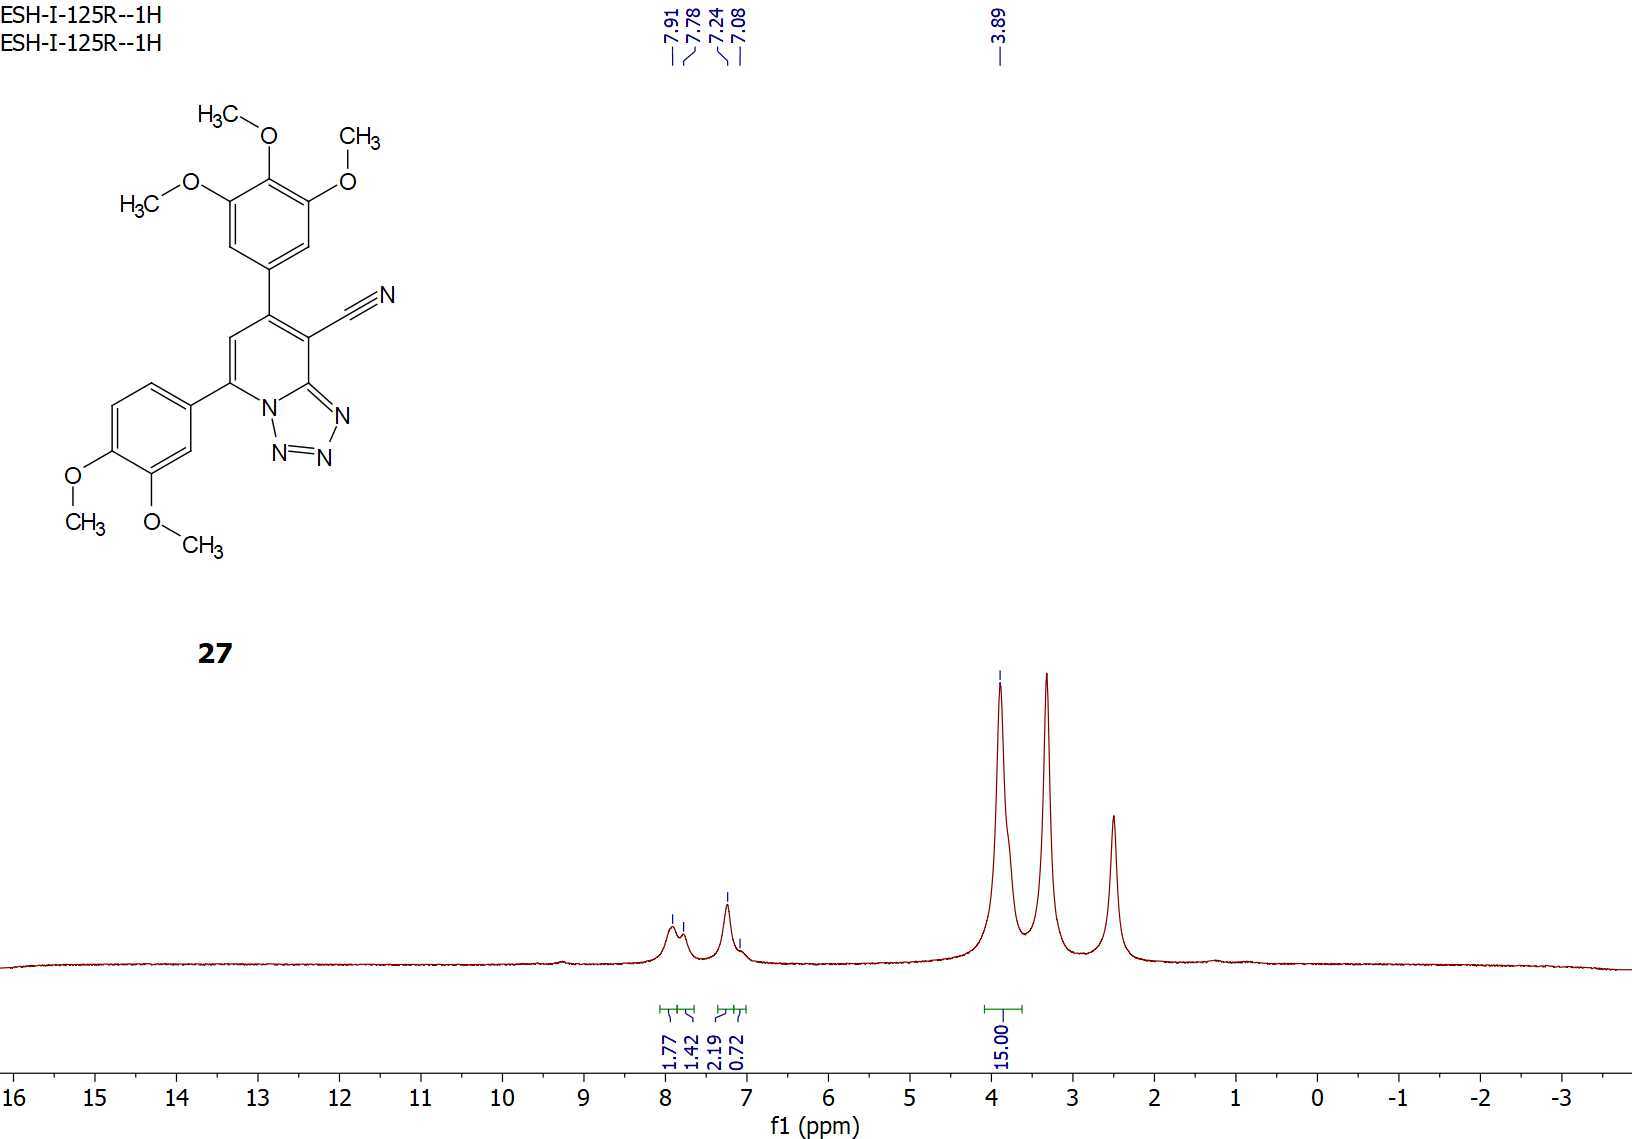 ESH-I-125R--1H
ESH-I-125R--1H
7.91
7.78
7.24
7.08
3.89
H3C
O
CH3
O
O
H3C
N
N
N
N
N
O
O
CH3
CH3
27
1.77
1.42
2.19
0.72
15.00
16 15 14 13 12 11 10 9 8 7 6 5 4 3 2 1 0 -1 -2 -3
f1 (ppm)